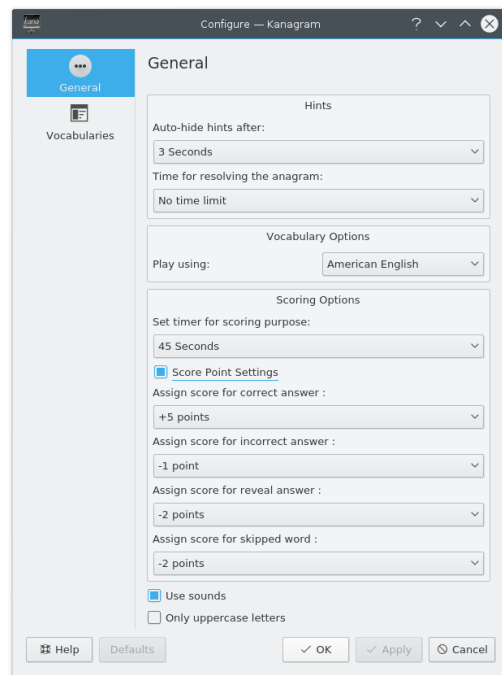 Configure — Kanagram
General
Vocabularies
General
Hints
Auto-hide hints after:
3 Seconds
Time for resolving the anagram:
No time limit
Vocabulary Options
Play using:
American English
Scoring Options
Set timer for scoring purpose:
45 Seconds
Score Point Settings
Assign score for correct answer :
+5 points
Assign score for incorrect answer :
-1 point
Assign score for reveal answer :
-2 points
Assign score for skipped word :
-2 points
Use sounds
Only uppercase letters
Help
Defaults
OK
Apply
Cancel